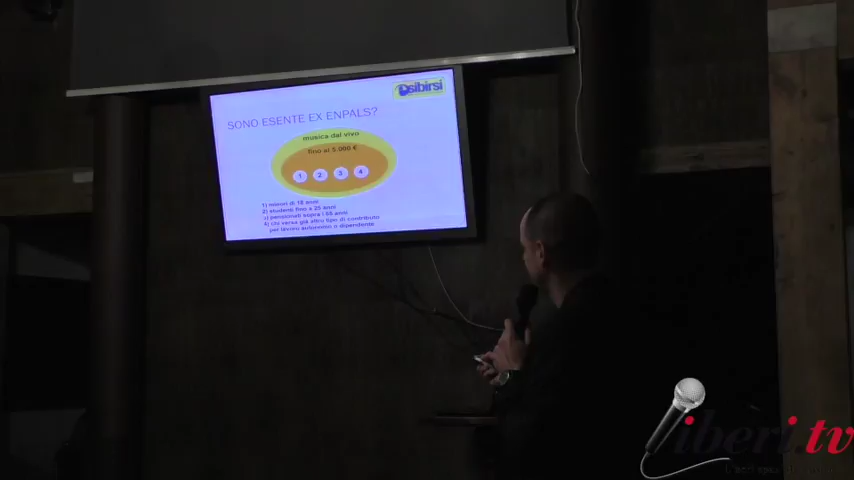 sibirsi
SONO ESENTE EX ENPALS?
musica dal vivo
fino ai 5.000 €
1 2 3 4
1) minori di 18 anni
2) studenti fino a 25 anni
3) pensionati sopra i 65 anni
4) chi versa già altro tipo di contributo
per lavoro autonomo o dipendente
liberi.tv